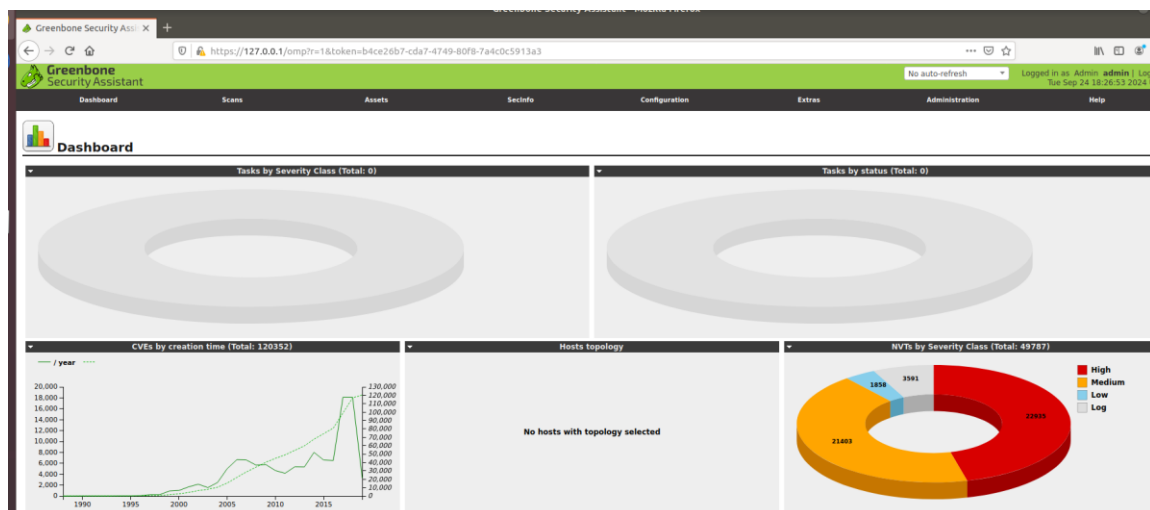 Greenbone Security Assistant - Mozilla Firefox
Greenbone Security Assi
https://127.0.0.1/omp?r=1&token=b4ce26b7-cda7-4749-80f8-7a4c0c5913a3
Greenbone
Security Assistant
No auto-refresh
Logged in as Admin admin |
Tue Sep 24 18:26:53 2024
Dashboard Scans Assets SecInfo Configuration Extras Administration Help
Dashboard
Tasks by Severity Class (Total: 0)
Tasks by status (Total: 0)
CVEs by creation time (Total: 120352)
/ year
20,000
18,000
16,000
14,000
12,000
10,000
8,000
6,000
4,000
2,000
0
130,000
120,000
110,000
100,000
90,000
80,000
70,000
60,000
50,000
40,000
30,000
20,000
10,000
0
1990 1995 2000 2005 2010 2015
Hosts topology
No hosts with topology selected
NVTs by Severity Class (Total: 49787)
3591
1858
22935
21403
High
Medium
Low
Log